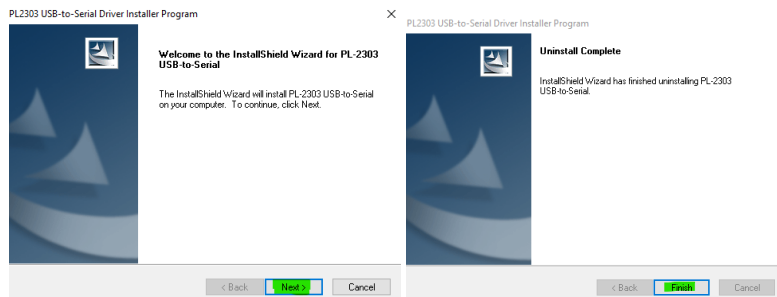 PL2303 USB-to-Serial Driver Installer Program
Welcome to the InstallShield Wizard for PL-2303
USB-to-Serial
The InstallShield Wizard will install PL-2303 USB-to-Serial
on your computer. To continue, click Next.
< Back
Next >
Cancel
PL2303 USB-to-Serial Driver Installer Program
Uninstall Complete
InstallShield Wizard has finished uninstalling PL-2303
USB-to-Serial.
< Back
Finish
Cancel